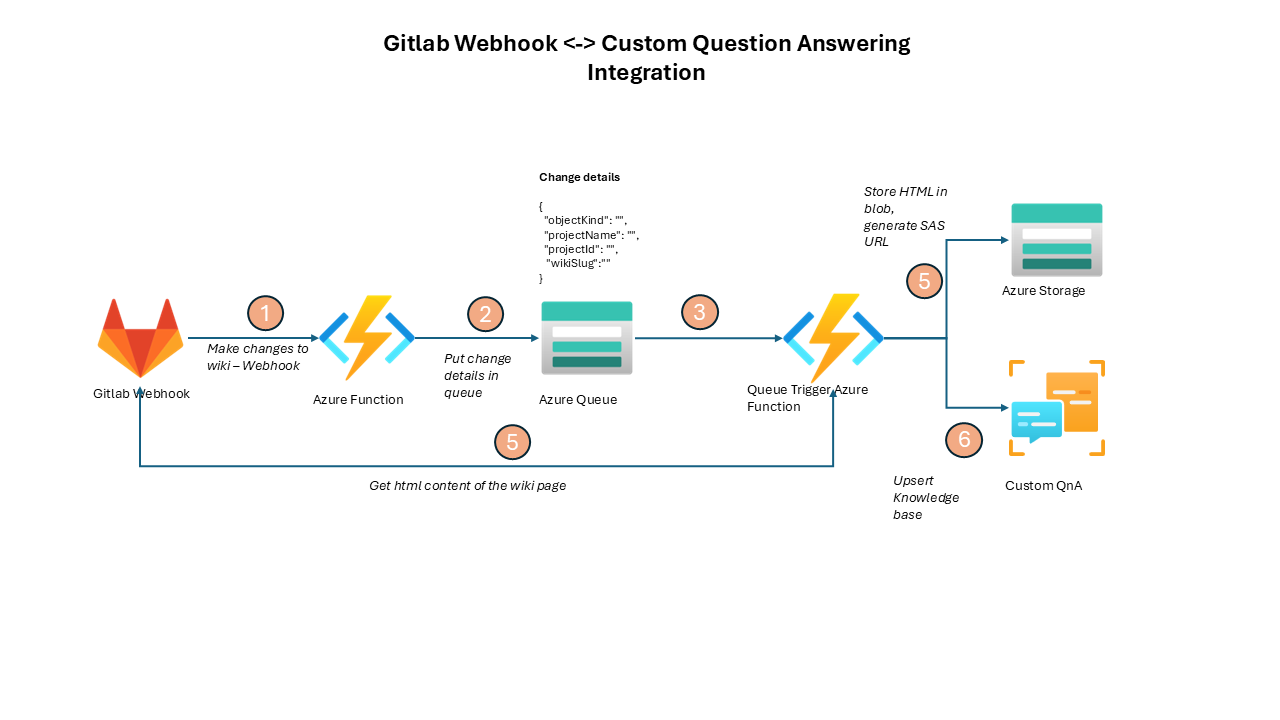 Gitlab Webhook <-> Custom Question Answering
Integration
Change details
{
"objectKind": "",
"projectName": "",
"projectId": "",
"wikiSlug":""
}
Store HTML in
blob,
generate SAS
URL
1
2
3
5
Make changes to
wiki – Webhook
Put change
details in
queue
Gitlab Webhook
Azure Function
Azure Queue
Queue Trigger Azure
Function
Azure Storage
5
Get html content of the wiki page
6
Upsert
Knowledge
base
Custom QnA